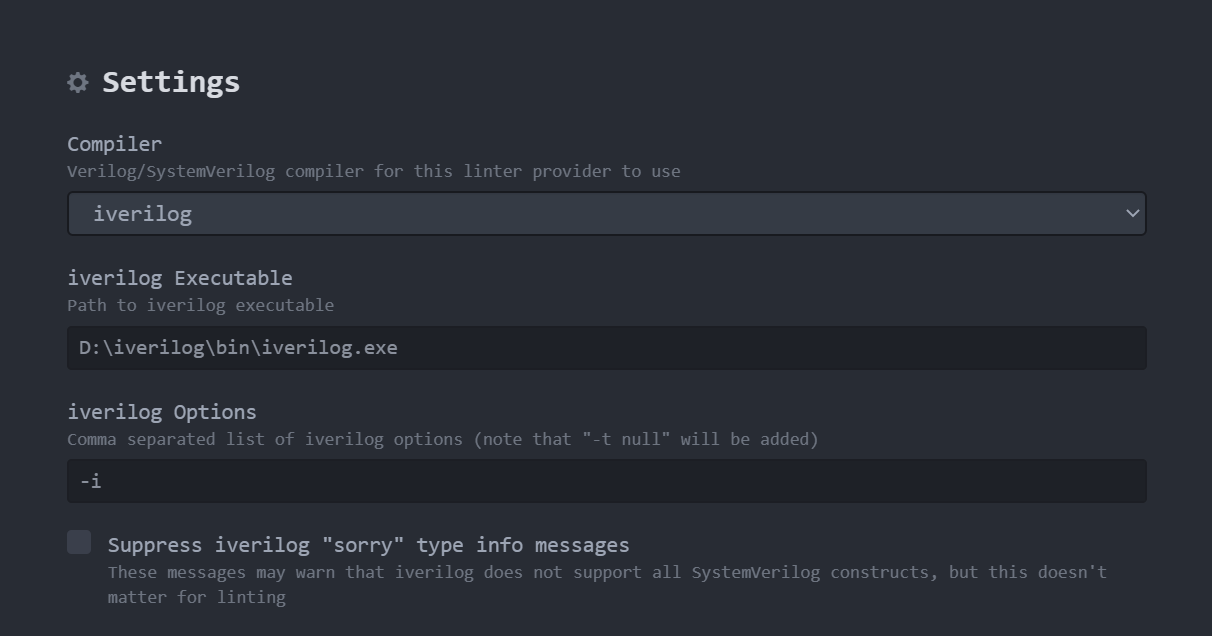 Settings
Compiler
Verilog/SystemVerilog compiler for this linter provider to use
iverilog
iverilog Executable
Path to iverilog executable
D:\iverilog\bin\iverilog.exe
iverilog Options
Comma separated list of iverilog options (note that "-t null" will be added)
-i
Suppress iverilog "sorry" type info messages
These messages may warn that iverilog does not support all SystemVerilog constructs, but this doesn't
matter for linting